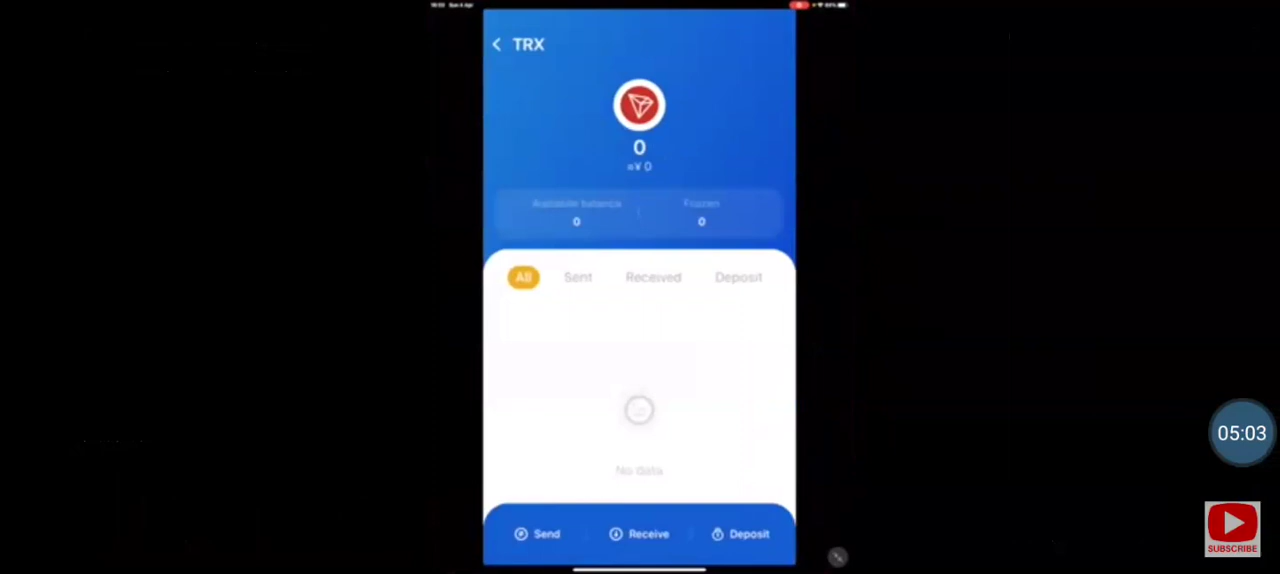 TRX
0
≈¥ 0
Available balance Frozen
0 0
All Sent Received Deposit
No data
Send Receive Deposit
05:03
SUBSCRIBE